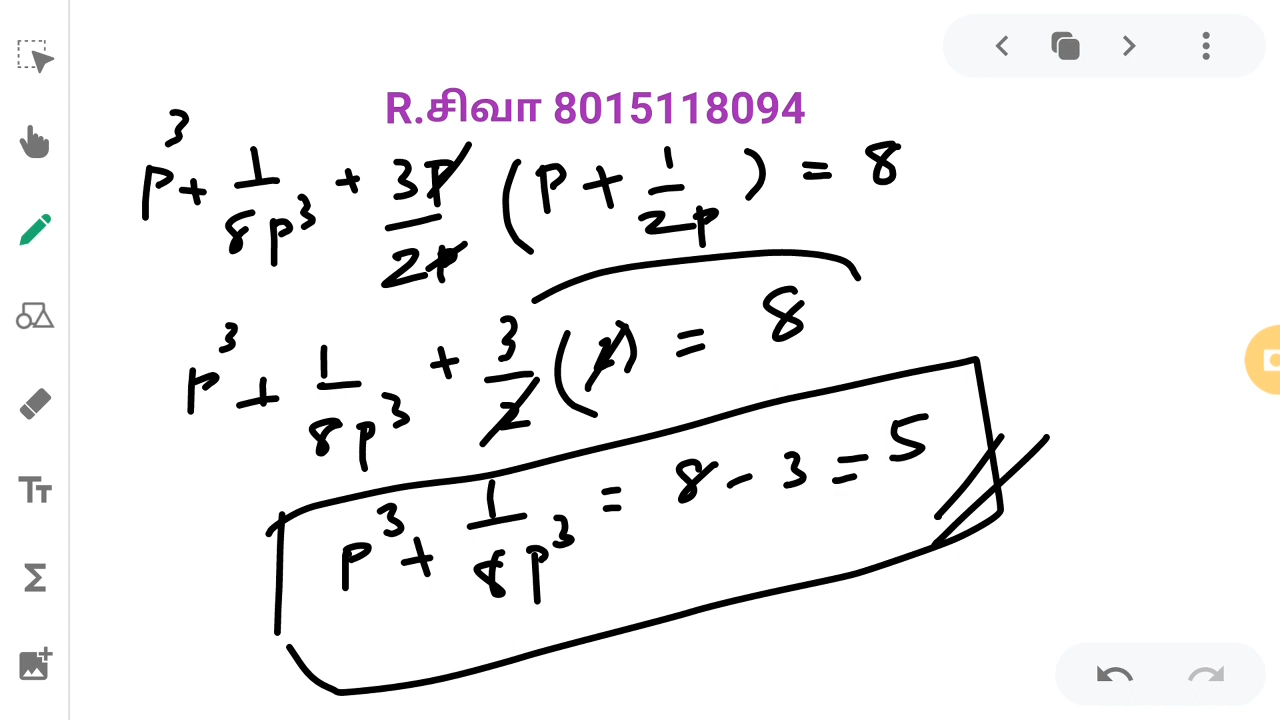 R.சிவா 8015118094
p³ + 1/8p³ + 3p/2p (p + 1/2p) = 8
p³ + 1/8p³ + 3/2 (2) = 8
p³ + 1/8p³ = 8 - 3 = 5
TT
Σ